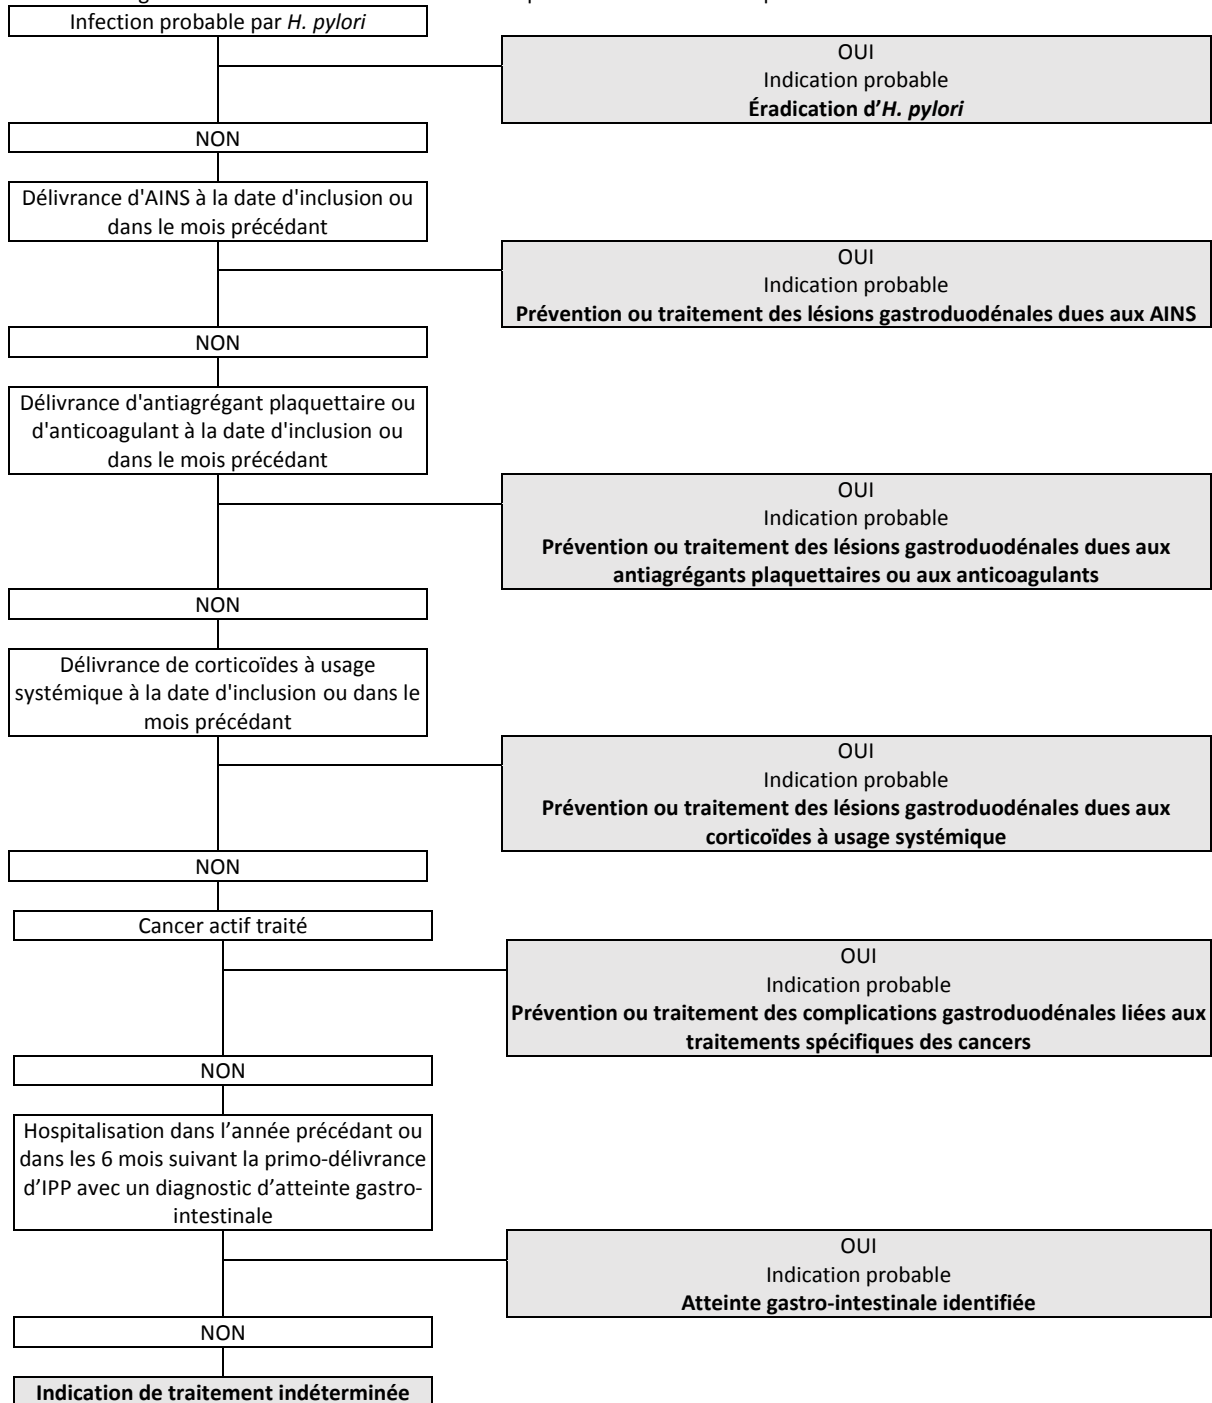 Infection probable par H. pylori
OUI
Indication probable
Éradication d'H. pylori
NON
Délivrance d'AINS à la date d'inclusion ou
dans le mois précédant
OUI
Indication probable
Prévention ou traitement des lésions gastroduodénales dues aux AINS
NON
Délivrance d'antiagrégant plaquettaire ou
d'anticoagulant à la date d'inclusion ou
dans le mois précédant
OUI
Indication probable
Prévention ou traitement des lésions gastroduodénales dues aux
antiagrégants plaquettaires ou aux anticoagulants
NON
Délivrance de corticoïdes à usage
systémique à la date d'inclusion ou dans le
mois précédant
OUI
Indication probable
Prévention ou traitement des lésions gastroduodénales dues aux
corticoïdes à usage systémique
NON
Cancer actif traité
OUI
Indication probable
Prévention ou traitement des complications gastroduodénales liées aux
traitements spécifiques des cancers
NON
Hospitalisation dans l’année précédant ou
dans les 6 mois suivant la primo-délivrance
d’IPP avec un diagnostic d’atteinte gastro-
intestinale
OUI
Indication probable
Atteinte gastro-intestinale identifiée
NON
Indication de traitement indéterminée